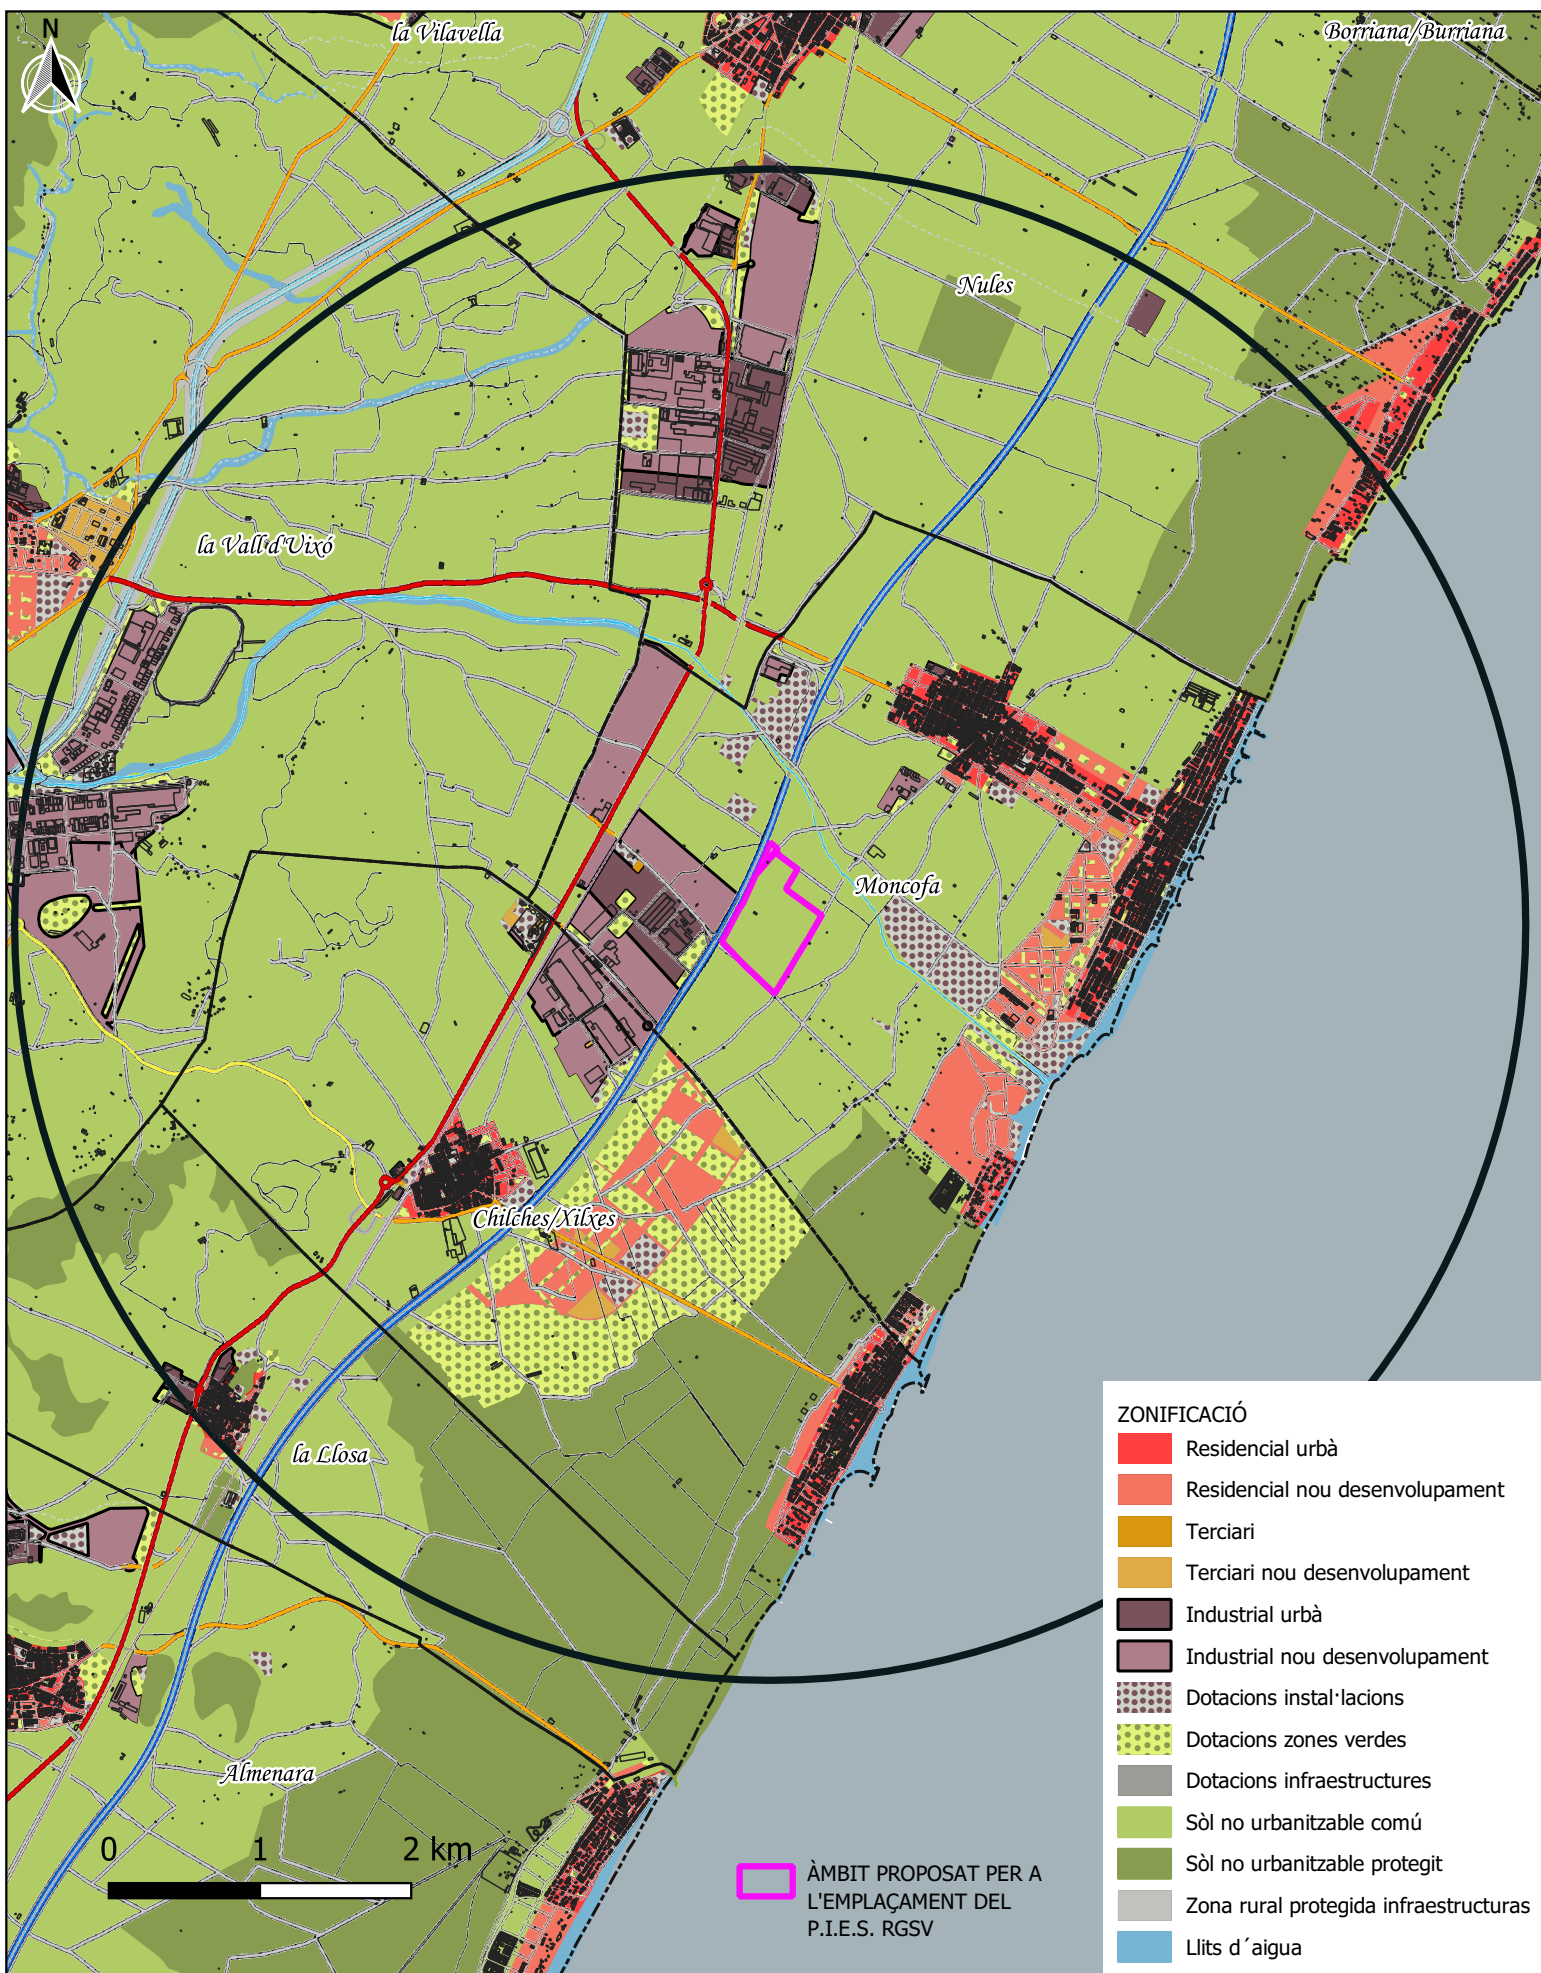 N
la Vilavella
Borriana/Burriana
Nules
la Vall d'Uixó
Moncofa
Chilches/Xilxes
la Llosa
Almenara
0 1 2 km
ÀMBIT PROPOSAT PER A
L'EMPLAÇAMENT DEL
P.I.E.S. RGSV
ZONIFICACIÓ
Residencial urbà
Residencial nou desenvolupament
Terciari
Terciari nou desenvolupament
Industrial urbà
Industrial nou desenvolupament
Dotacions instal·lacions
Dotacions zones verdes
Dotacions infraestructures
Sòl no urbanitzable comú
Sòl no urbanitzable protegit
Zona rural protegida infraestructuras
Llits d´aigua